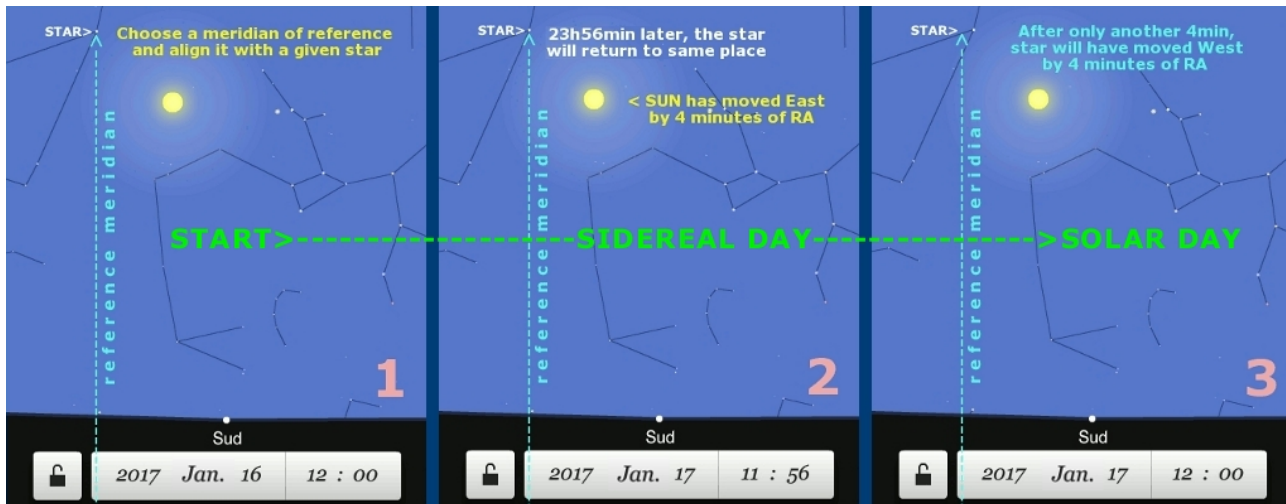 STAR>
Choose a meridian of reference
and align it with a given star
reference meridian
START>--------------------
1
Sud
2017 Jan. 16 12 : 00
STAR>
23h56min later, the star
will return to same place
< SUN has moved East
by 4 minutes of RA
reference meridian
SIDEREAL DAY
2
Sud
2017 Jan. 17 11 : 56
STAR>
After only another 4min,
star will have moved West
by 4 minutes of RA
reference meridian
---------------->SOLAR DAY
3
Sud
2017 Jan. 17 12 : 00